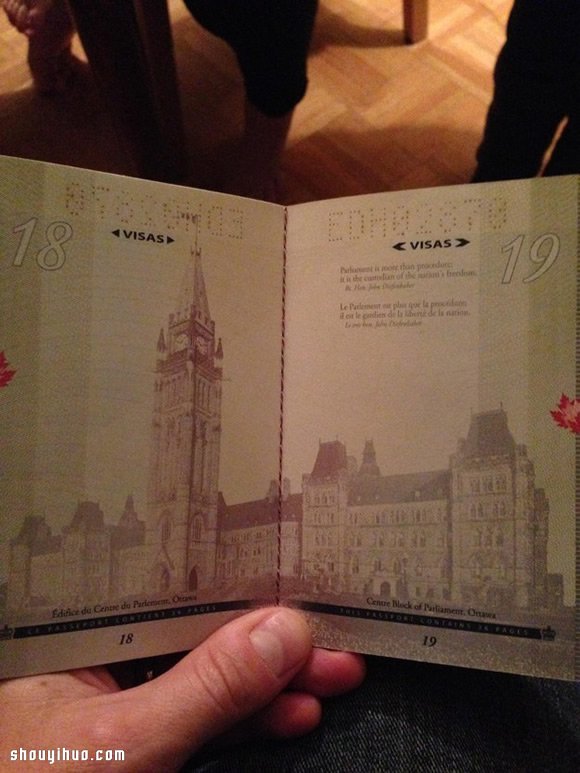 18
VISAS
Édifice du Centre du Parlement, Ottawa
LE PASSEPORT CONTIENT 36 PAGES
18
VISAS
19
Parliament is more than procedure;
it is the custodian of the nation's freedom.
Rt. Hon. John Diefenbaker
Le Parlement est plus que la procédure;
il est le gardien de la liberté de la nation.
Le très hon. John Diefenbaker
Centre Block of Parliament, Ottawa
THIS PASSPORT CONTAINS 36 PAGES
19
shouyihuo.com